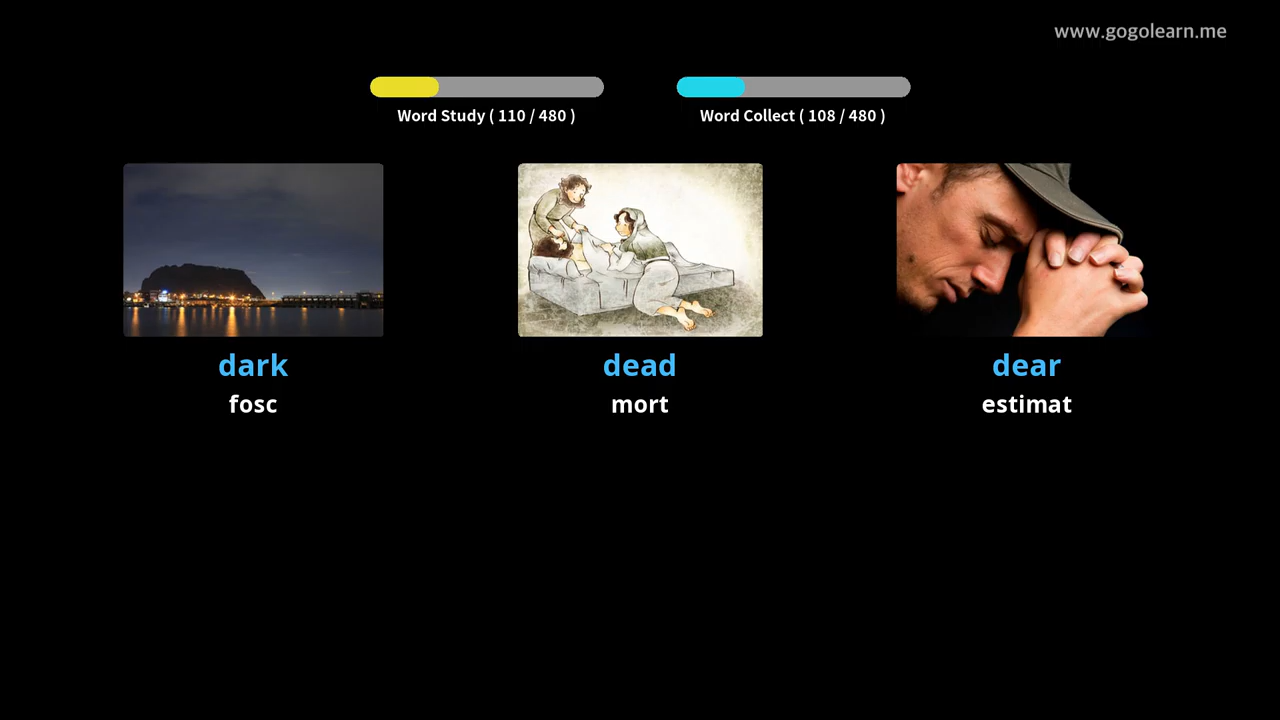 www.gogolearn.me
Word Study ( 110 / 480 )
Word Collect ( 108 / 480 )
dark
fosc
dead
mort
dear
estimat